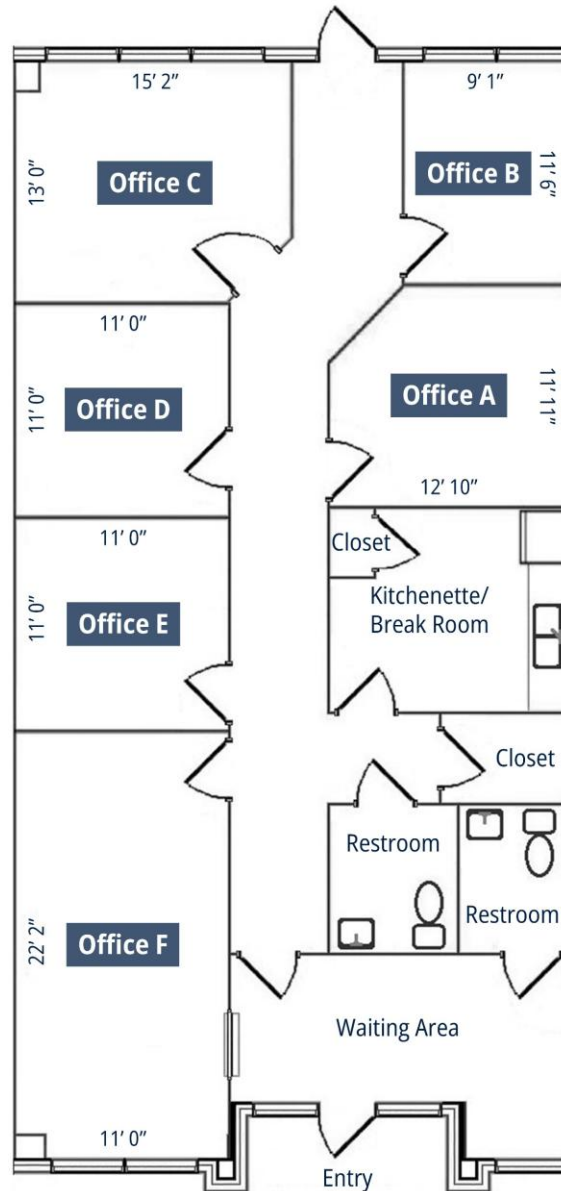 15’ 2”
9’ 1”
13’ 0”
Office C
Office B
11’ 6”
11’ 0”
11’ 0”
Office D
Office A
11’ 11”
12’ 10”
11’ 0”
Closet
11’ 0”
Office E
Kitchenette/
Break Room
Closet
Restroom
Restroom
22’ 2”
Office F
Waiting Area
11’ 0”
Entry